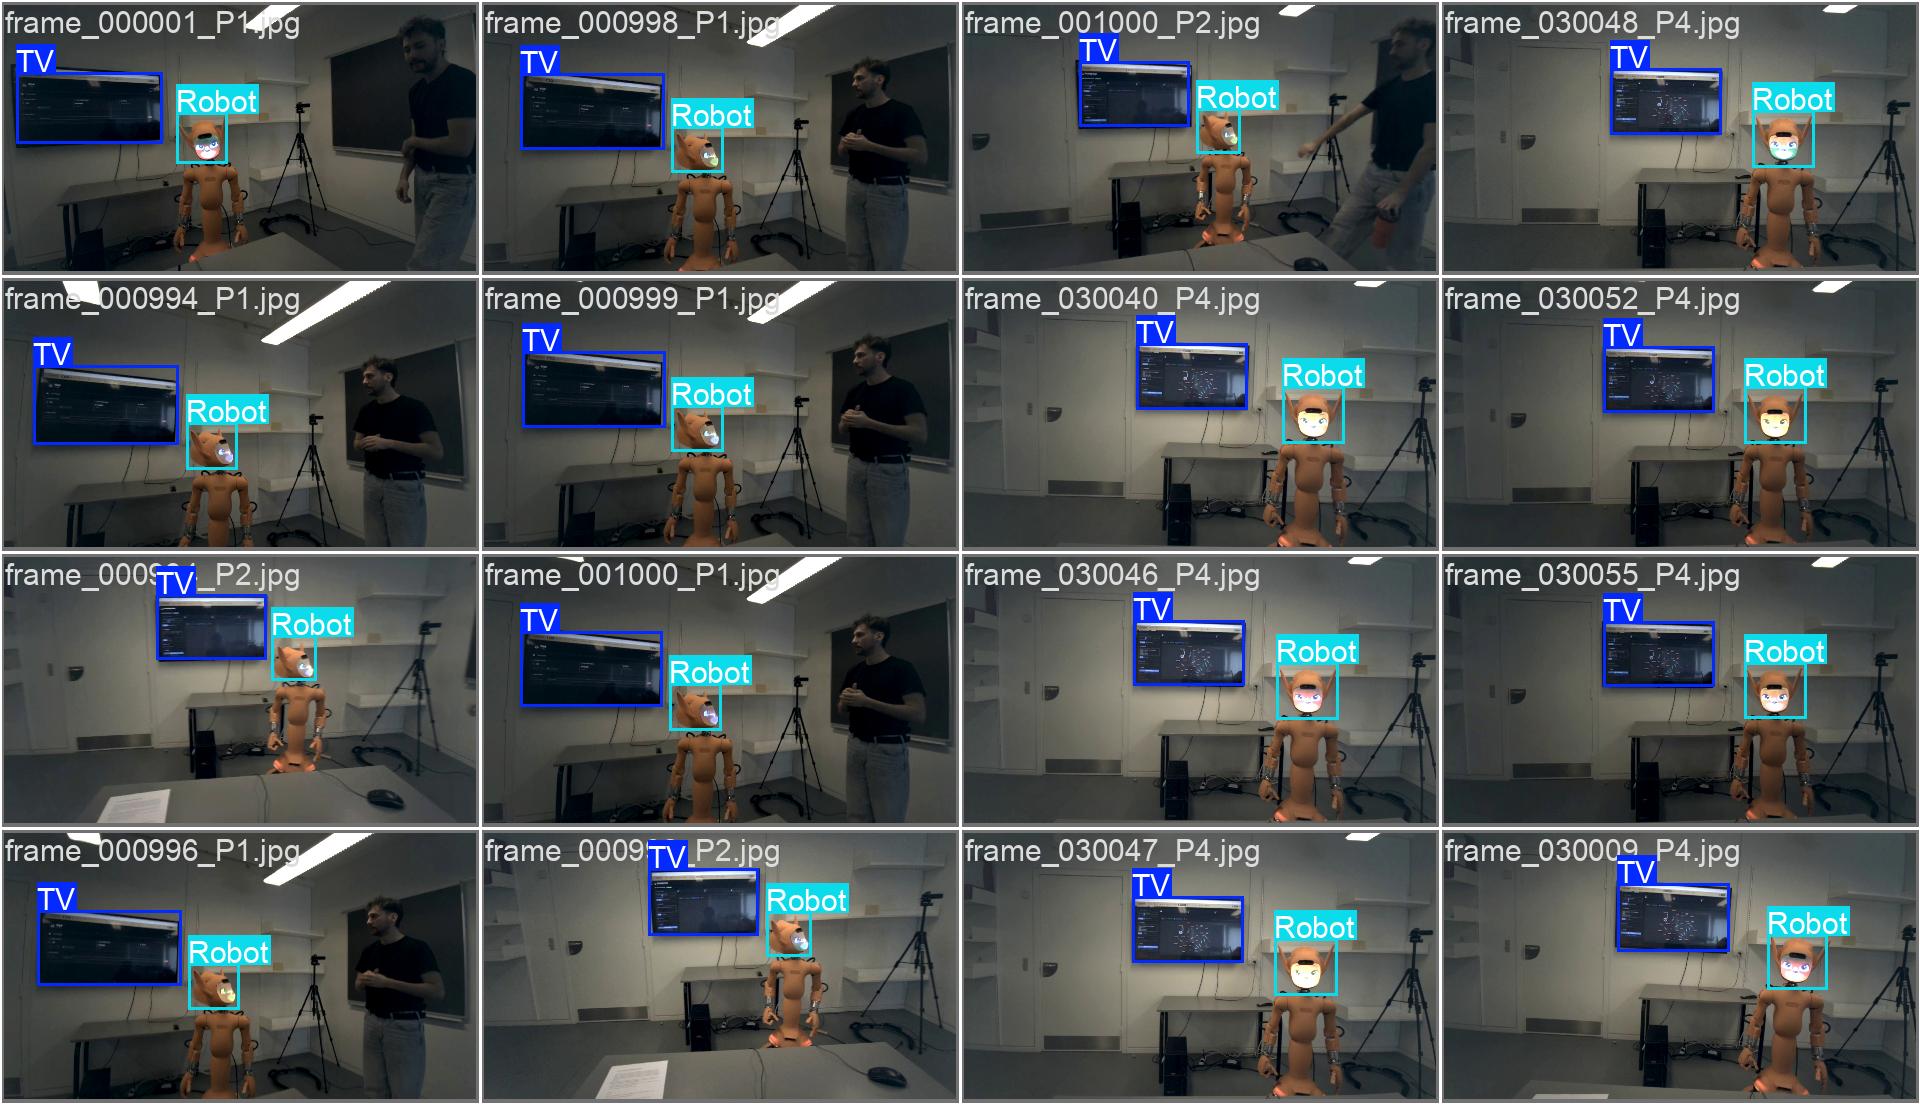 frame_000001_P1.jpg
TV
Robot
frame_000998_P1.jpg
TV
Robot
frame_001000_P2.jpg
TV
Robot
frame_030048_P4.jpg
TV
Robot
frame_000994_P1.jpg
TV
Robot
frame_000999_P1.jpg
TV
Robot
frame_030040_P4.jpg
TV
Robot
frame_030052_P4.jpg
TV
Robot
TV
Robot
frame_001000_P1.jpg
TV
Robot
frame_030046_P4.jpg
TV
Robot
frame_030055_P4.jpg
TV
Robot
frame_000996_P1.jpg
TV
Robot
TV
Robot
frame_030047_P4.jpg
TV
Robot
frame_030009_P4.jpg
TV
Robot